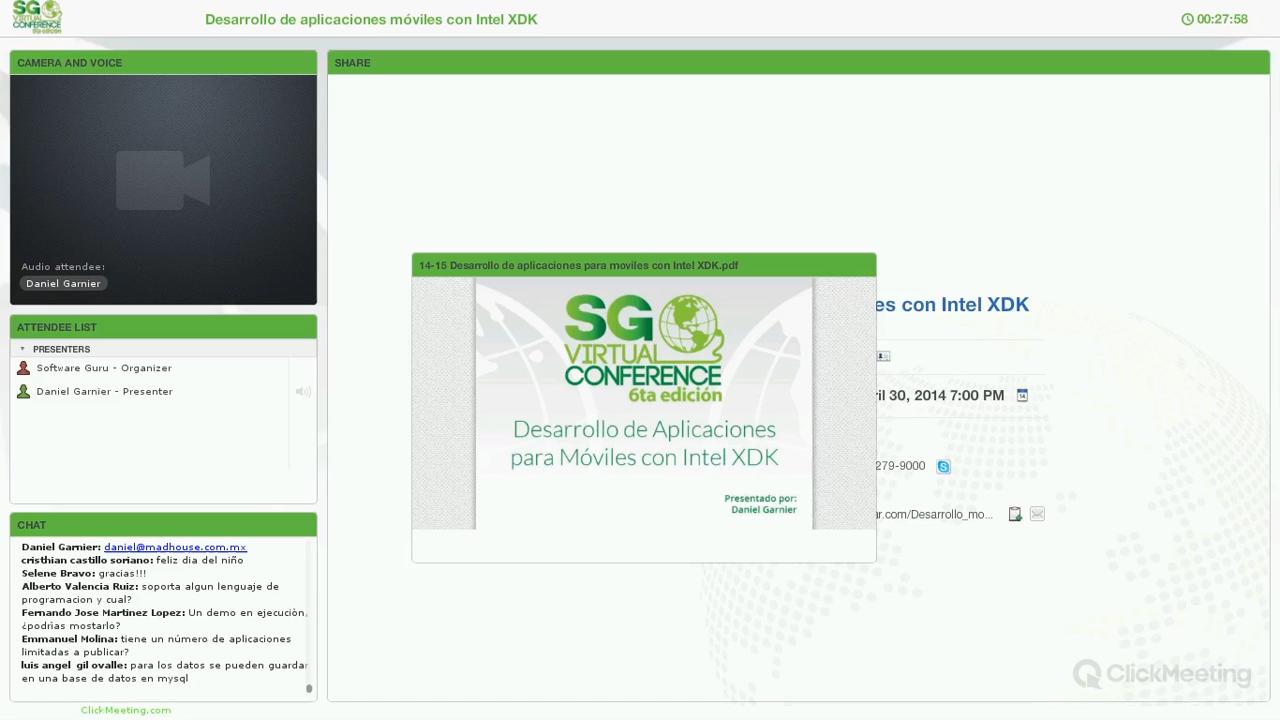 SG
VIRTUAL
CONFERENCE
6ta edición
Desarrollo de aplicaciones móviles con Intel XDK
00:27:58
CAMERA AND VOICE
Audio attendee:
Daniel Garnier
ATTENDEE LIST
PRESENTERS
Software Guru - Organizer
Daniel Garnier - Presenter
CHAT
Daniel Garnier: daniel@madhouse.com.mx
cristhian castillo soriano: feliz dia del niño
Selene Bravo: gracias!!!
Alberto Valencia Ruiz: soporta algun lenguaje de
programacion y cual?
Fernando Jose Martinez Lopez: Un demo en ejecuciòn,
¿podrìas mostarlo?
Emmanuel Molina: tiene un número de aplicaciones
limitadas a publicar?
luis angel gil ovalle: para los datos se pueden guardar
en una base de datos en mysql
ClickMeeting.com
SHARE
14-15 Desarrollo de aplicaciones para moviles con Intel XDK.pdf
SG
VIRTUAL
CONFERENCE
6ta edición
Desarrollo de Aplicaciones
para Móviles con Intel XDK
Presentado por:
Daniel Garnier
es con Intel XDK
ril 30, 2014 7:00 PM
14
279-9000
ar.com/Desarrollo_mo...
ClickMeeting